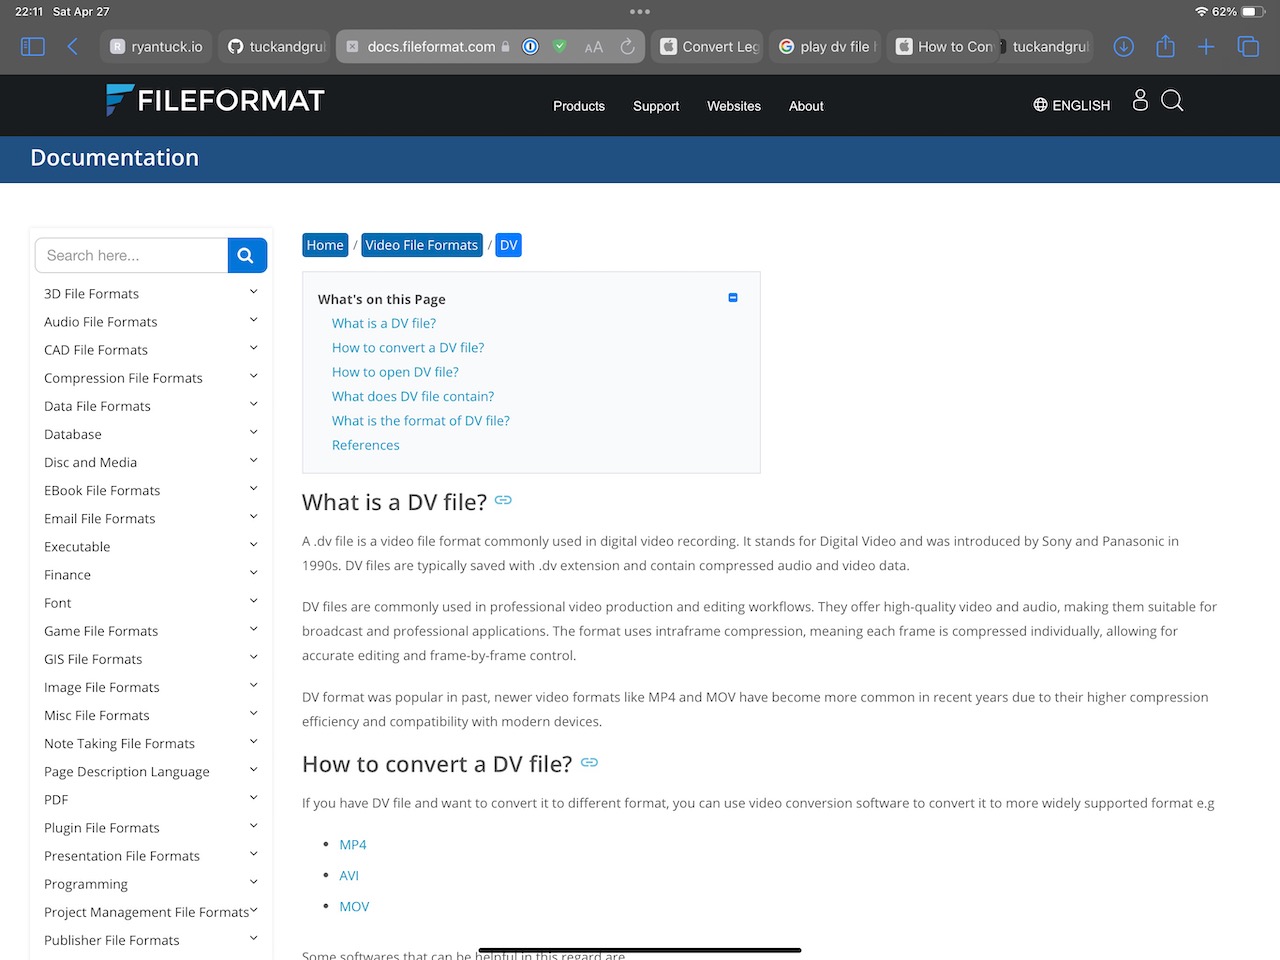 22:11 Sat Apr 27
62%
ryantuck.io
tuckandgru
docs.fileformat.com
AA
Convert Leg
play dv file
How to Con
tuckandgru
FILEFORMAT
Products
Support
Websites
About
ENGLISH
Documentation
Search here...
3D File Formats
Audio File Formats
CAD File Formats
Compression File Formats
Data File Formats
Database
Disc and Media
EBook File Formats
Email File Formats
Executable
Finance
Font
Game File Formats
GIS File Formats
Image File Formats
Misc File Formats
Note Taking File Formats
Page Description Language
PDF
Plugin File Formats
Presentation File Formats
Programming
Project Management File Formats
Publisher File Formats
Home / Video File Formats / DV
What's on this Page
What is a DV file?
How to convert a DV file?
How to open DV file?
What does DV file contain?
What is the format of DV file?
References
What is a DV file?
A .dv file is a video file format commonly used in digital video recording. It stands for Digital Video and was introduced by Sony and Panasonic in
1990s. DV files are typically saved with .dv extension and contain compressed audio and video data.
DV files are commonly used in professional video production and editing workflows. They offer high-quality video and audio, making them suitable for
broadcast and professional applications. The format uses intraframe compression, meaning each frame is compressed individually, allowing for
accurate editing and frame-by-frame control.
DV format was popular in past, newer video formats like MP4 and MOV have become more common in recent years due to their higher compression
efficiency and compatibility with modern devices.
How to convert a DV file?
If you have DV file and want to convert it to different format, you can use video conversion software to convert it to more widely supported format e.g
MP4
AVI
MOV
Some softwares that can be helpful in this regard are